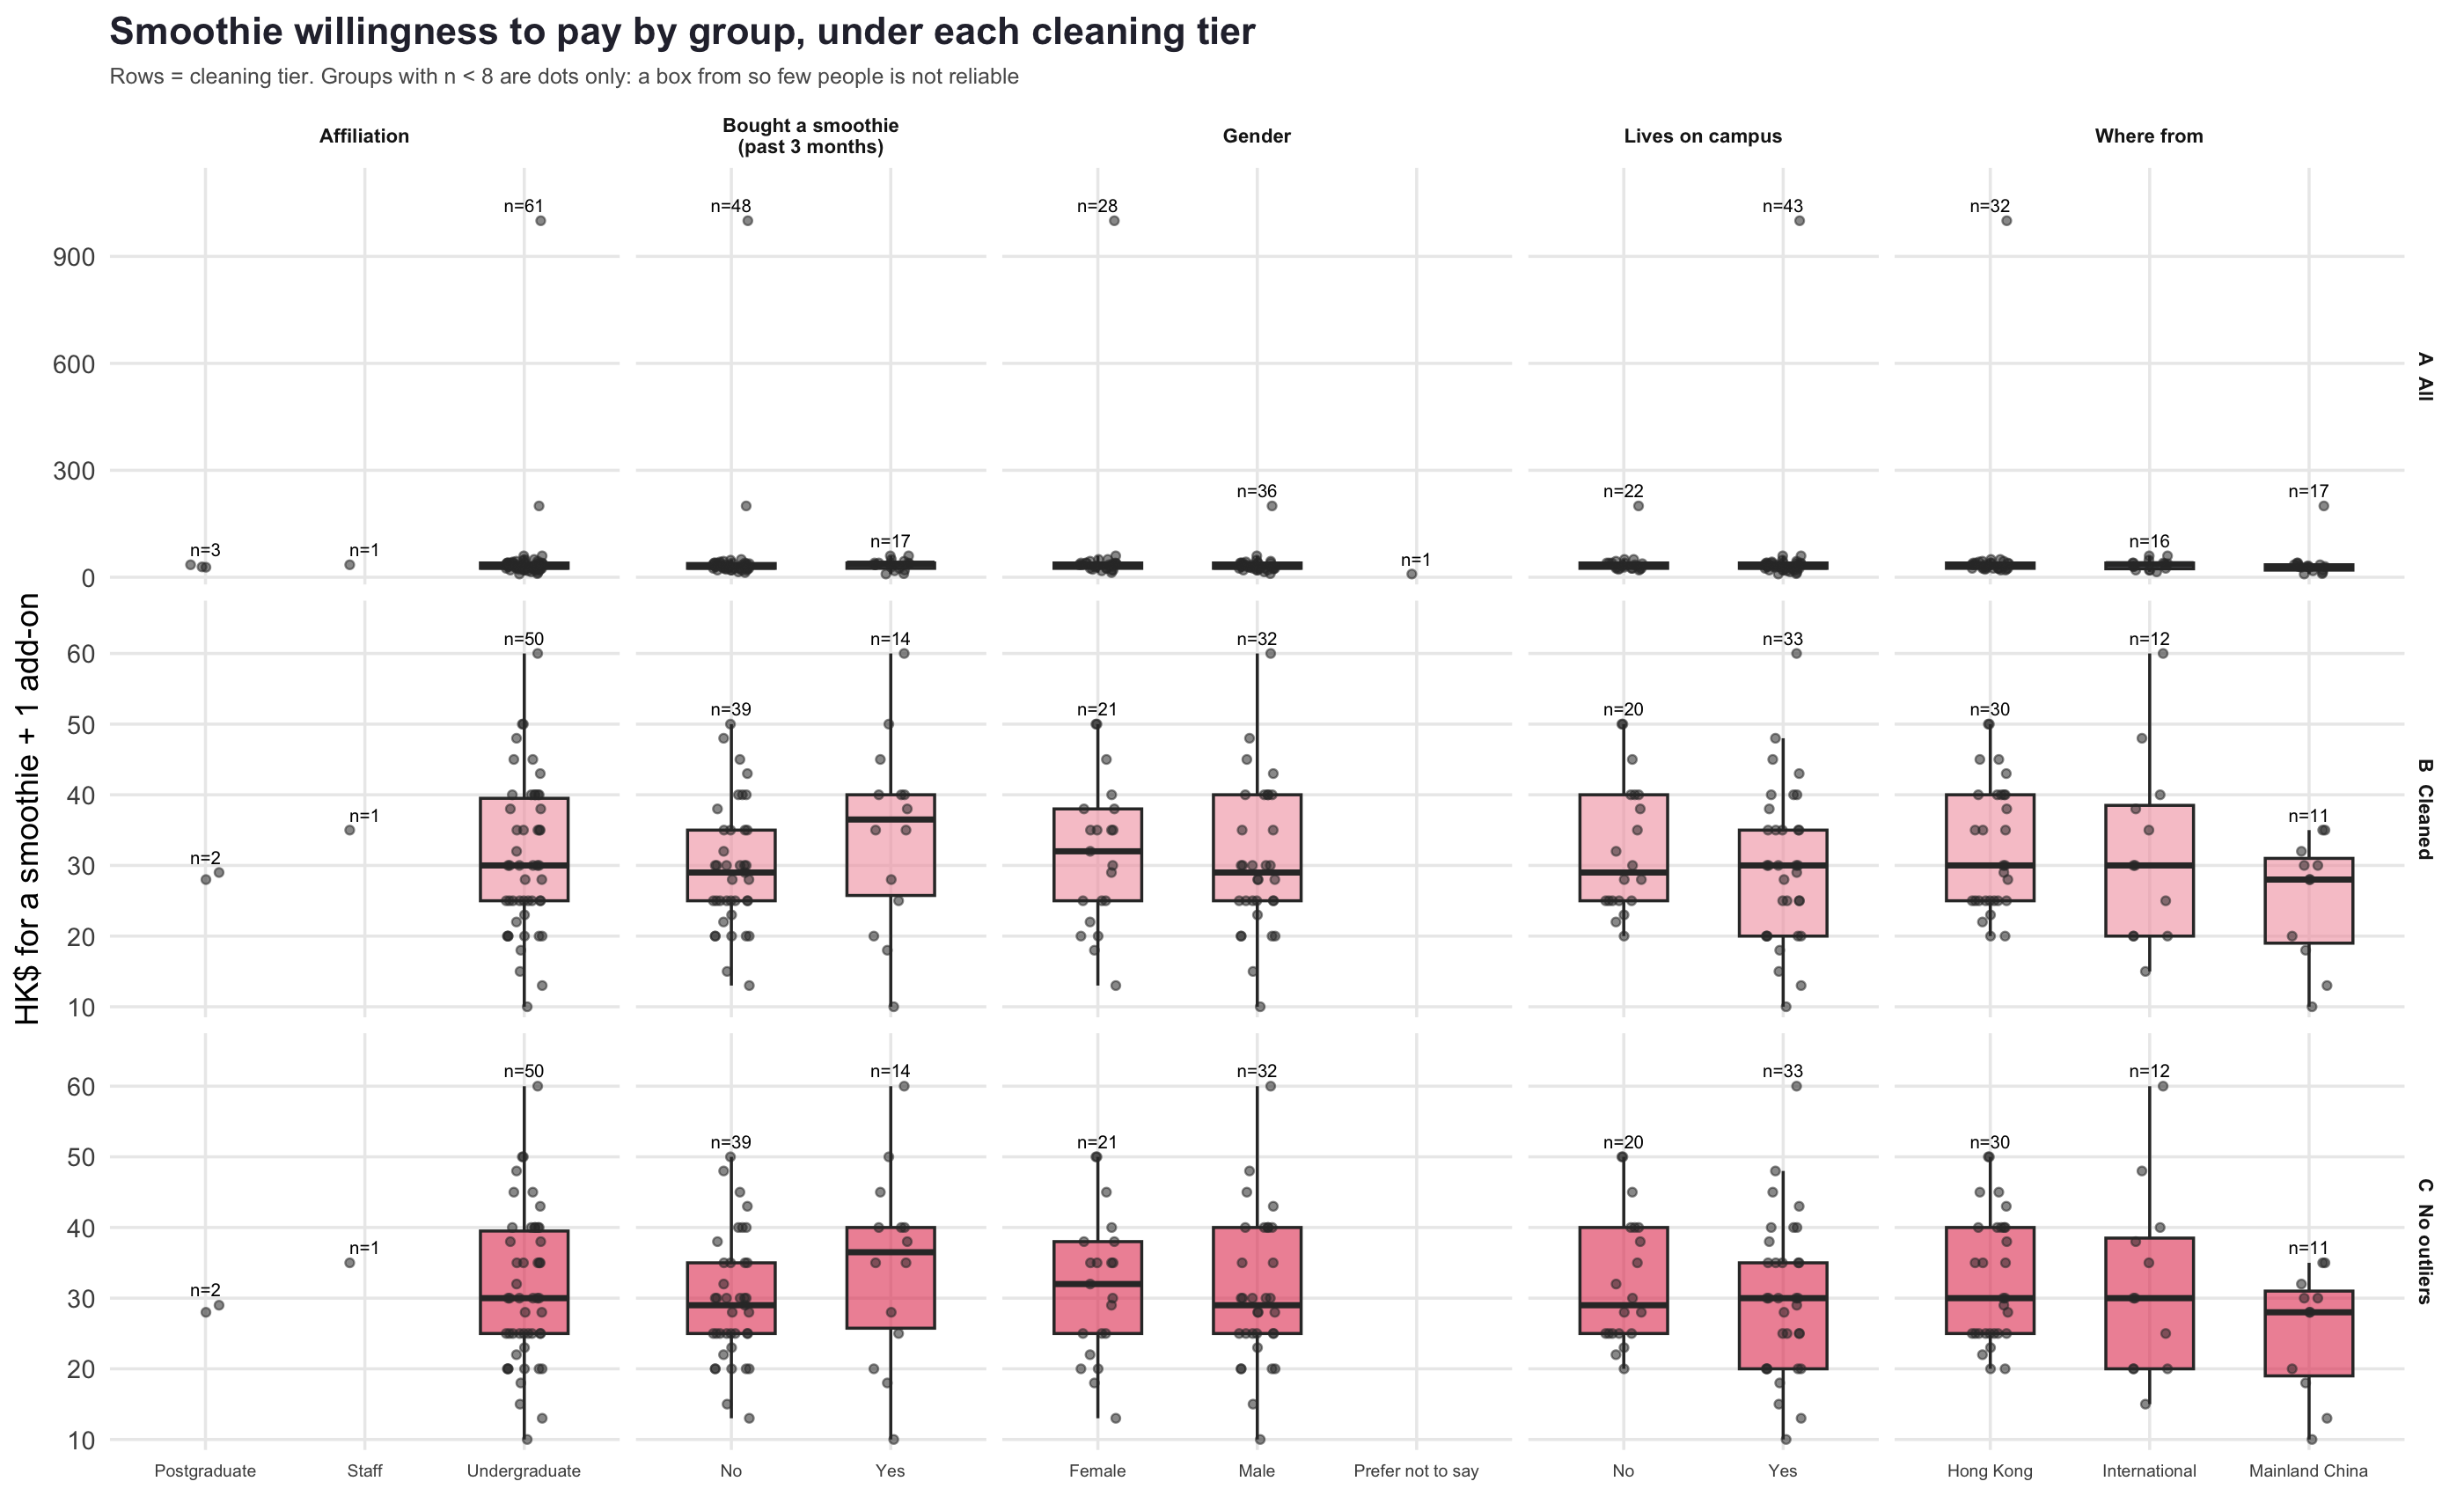 Smoothie willingness to pay by group, under each cleaning tier
Rows = cleaning tier. Groups with n < 8 are dots only: a box from so few people is not reliable
Affiliation
Bought a smoothie
(past 3 months)
Gender
Lives on campus
Where from
HK$ for a smoothie + 1 add-on
900
600
300
0
n=3
n=1
n=61
n=48
n=17
n=28
n=36
n=1
n=22
n=43
n=32
n=16
n=17
A All
60
50
40
30
20
10
n=2
n=1
n=50
n=39
n=14
n=21
n=32
n=20
n=33
n=30
n=12
n=11
B Cleaned
60
50
40
30
20
10
n=2
n=1
n=50
n=39
n=14
n=21
n=32
n=20
n=33
n=30
n=12
n=11
C No outliers
Postgraduate
Staff
Undergraduate
No
Yes
Female
Male
Prefer not to say
No
Yes
Hong Kong
International
Mainland China